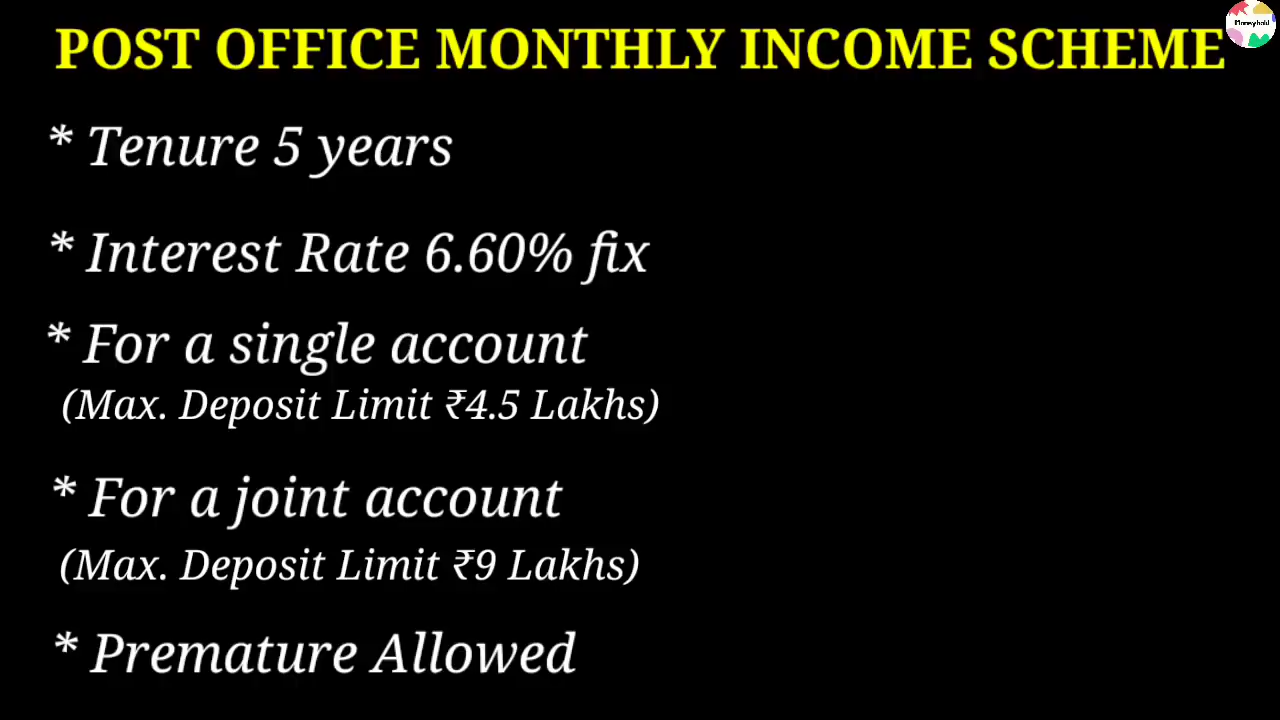 POST OFFICE MONTHLY INCOME SCHEME
Moneyhold
* Tenure 5 years
* Interest Rate 6.60% fix
* For a single account
(Max. Deposit Limit ₹4.5 Lakhs)
* For a joint account
(Max. Deposit Limit ₹9 Lakhs)
* Premature Allowed